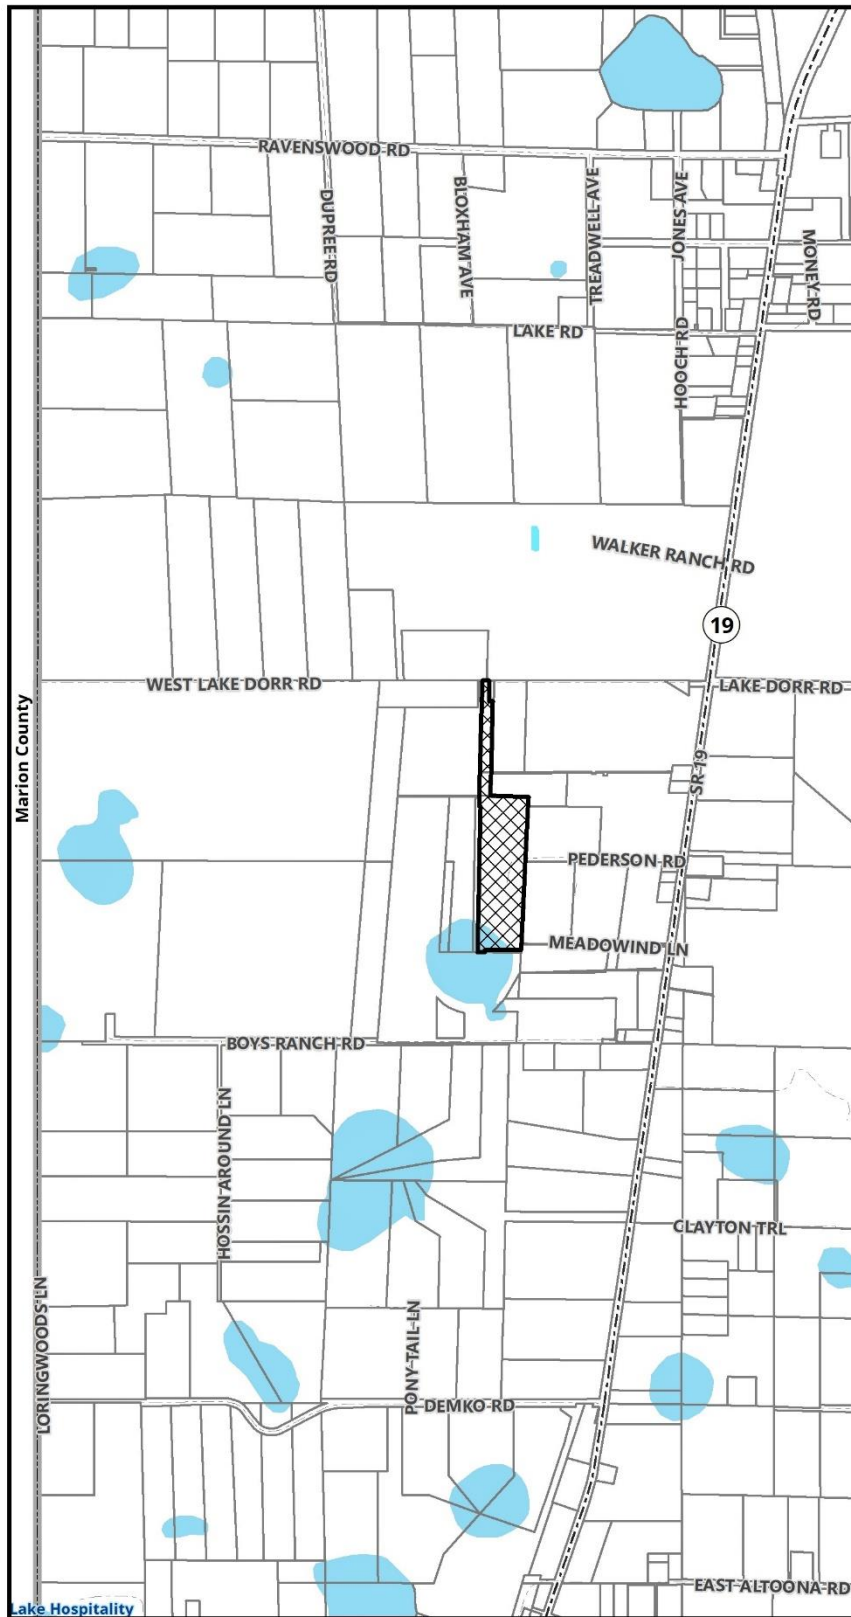 RAVENSWOOD RD
DUPREE RD
BLOXHAM AVE
TREADWELL AVE
JONES AVE
MONEY RD
LAKE RD
HOOCH RD
WALKER RANCH RD
19
WEST LAKE DORR RD
LAKE DORR RD
Marion County
SR 19
PEDERSON RD
MEADOWIND LN
BOYS RANCH RD
HOSSIN AROUND LN
CLAYTON TRL
LORINGWOODS LN
PONY TAIL LN
DEMKO RD
EAST ALTOONA RD
Lake Hospitality